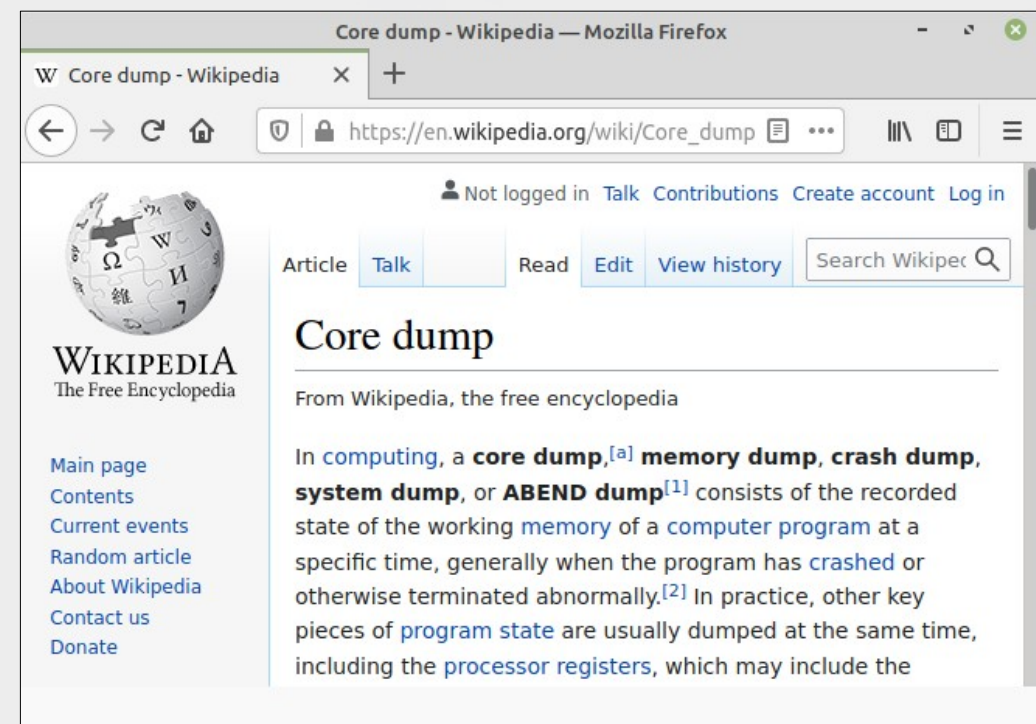 Core dump - Wikipedia — Mozilla Firefox
W Core dump - Wikipedia
https://en.wikipedia.org/wiki/Core_dump
Not logged in Talk Contributions Create account Log in
Article Talk Read Edit View history Search Wikipec
WIKIPEDIA
The Free Encyclopedia
Main page
Contents
Current events
Random article
About Wikipedia
Contact us
Donate
Core dump
From Wikipedia, the free encyclopedia
In computing, a core dump,[a] memory dump, crash dump,
system dump, or ABEND dump[1] consists of the recorded
state of the working memory of a computer program at a
specific time, generally when the program has crashed or
otherwise terminated abnormally.[2] In practice, other key
pieces of program state are usually dumped at the same time,
including the processor registers, which may include the